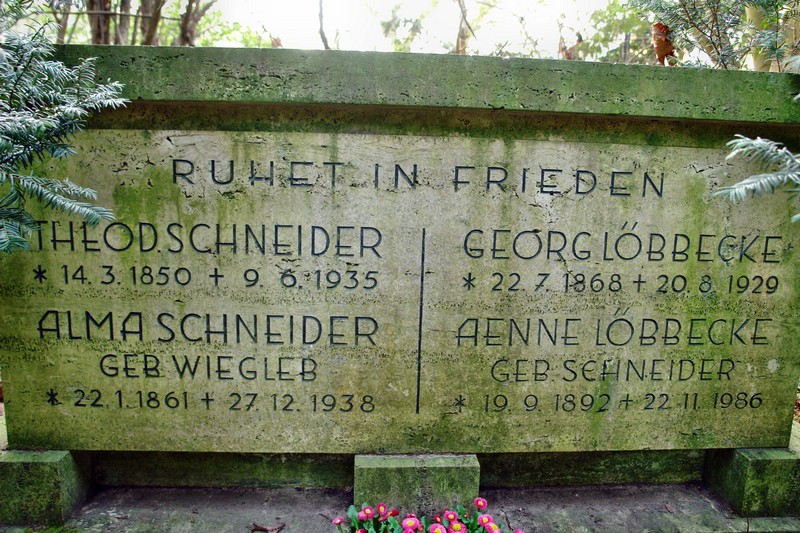 RUHET IN FRIEDEN
THEOD. SCHNEIDER
* 14. 3. 1850 + 9. 6. 1935
ALMA SCHNEIDER
GEB. WIEGLEB
* 22. 1. 1861 + 27. 12. 1938
GEORG LÖBBECKE
* 22. 7. 1868 + 20. 8. 1929
AENNE LÖBBECKE
GEB. SCHNEIDER
* 19. 9. 1892 + 22. 11. 1986